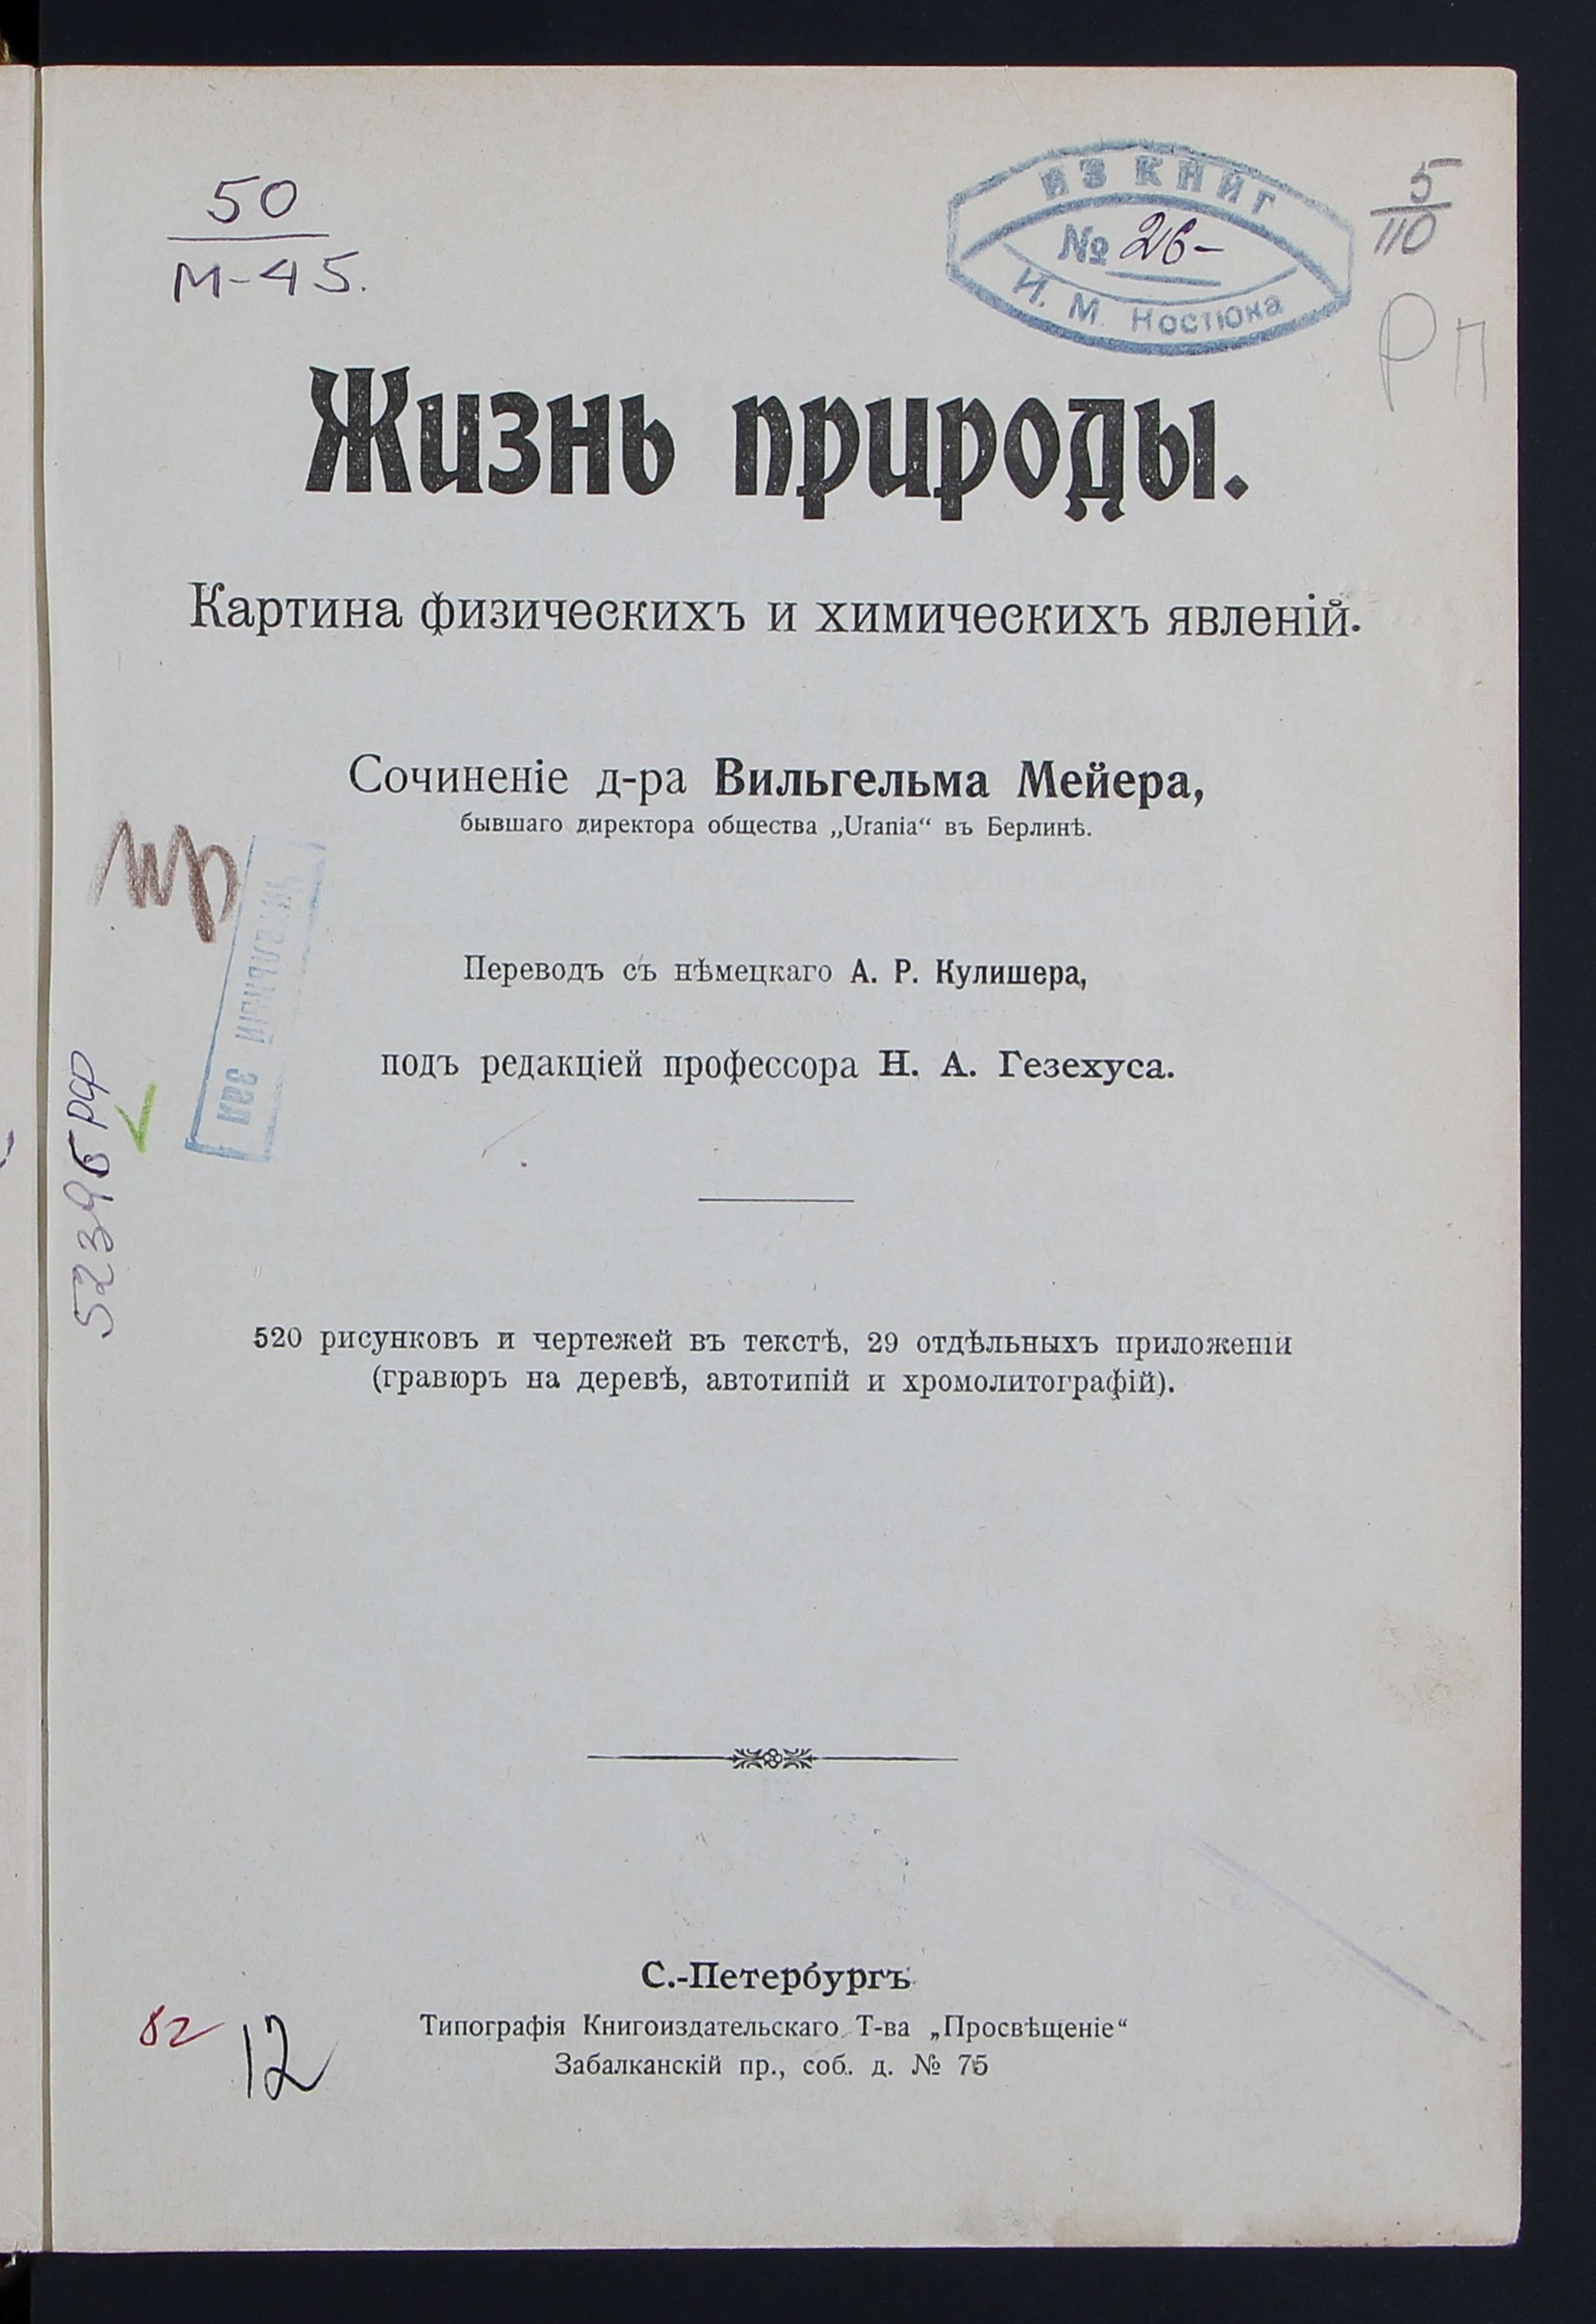 50
М-45.
ИЗ КНИГ
№ 26-
И. М. Костюка
5
110
РП
Жизнь природы.
Картина физическихъ и химическихъ явленій.
Сочиненіе д-ра Вильгельма Мейера,
бывшаго директора общества „Urania“ въ Берлинѣ.
Переводъ съ нѣмецкаго А. Р. Кулишера,
подъ редакціей профессора Н. А. Гезехуса.
зал
520 рисунковъ и чертежей въ текстѣ, 29 отдѣльныхъ приложеній
(гравюръ на деревѣ, автотипій и хромолитографій).
С.-Петербургъ
Типографія Книгоиздательскаго Т-ва „Просвѣщеніе“
Забалканскій пр., соб. д. № 75
12